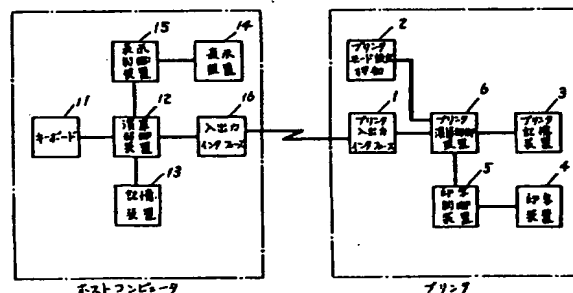 15
表示
制御
装置
14
表示
装置
11
キーボード
12
演算
制御
装置
16
入出力
インタフェース
13
記憶
装置
ホストコンピュータ
2
プリンタ
モード
1
プリンタ
入出力
インタフェース
6
プリンタ
演算制御
装置
3
プリンタ
記憶
装置
5
印字
制御
装置
4
印字
装置
プリンタ